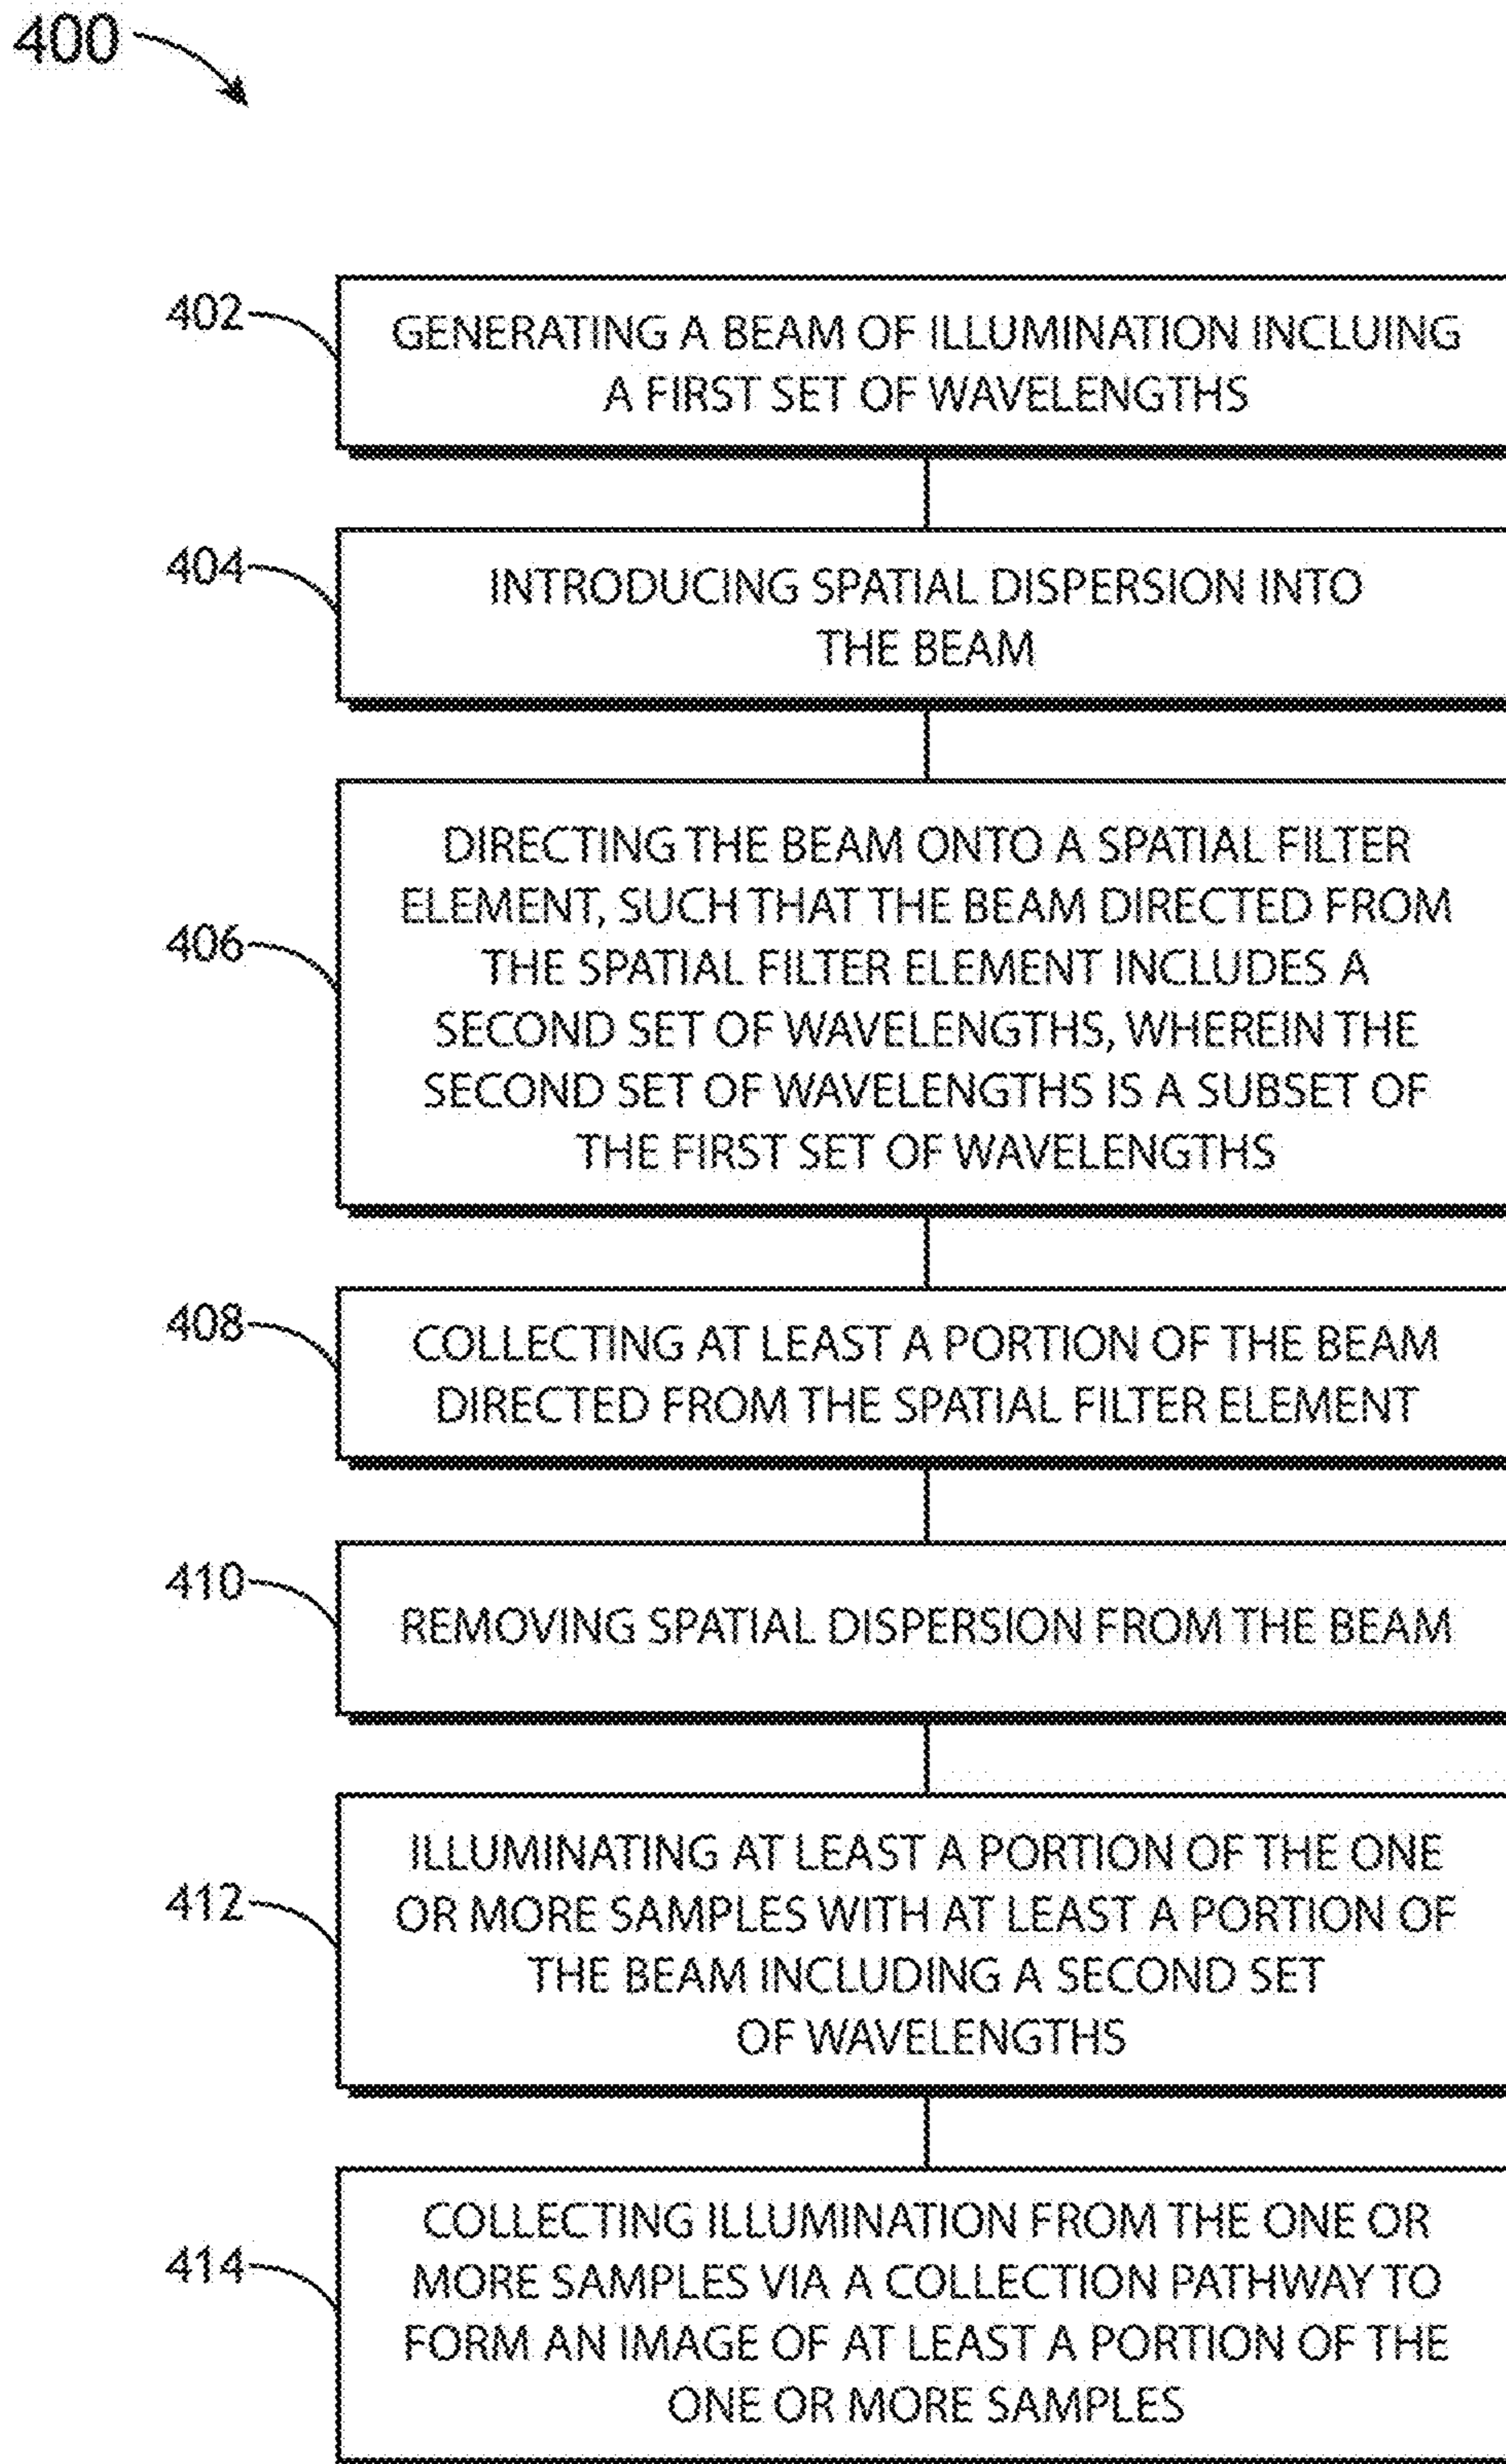 400
402
GENERATING A BEAM OF ILLUMINATION INCLUING
A FIRST SET OF WAVELENGTHS
404
INTRODUCING SPATIAL DISPERSION INTO
THE BEAM
406
DIRECTING THE BEAM ONTO A SPATIAL FILTER
ELEMENT, SUCH THAT THE BEAM DIRECTED FROM
THE SPATIAL FILTER ELEMENT INCLUDES A
SECOND SET OF WAVELENGTHS, WHEREIN THE
SECOND SET OF WAVELENGTHS IS A SUBSET OF
THE FIRST SET OF WAVELENGTHS
408
COLLECTING AT LEAST A PORTION OF THE BEAM
DIRECTED FROM THE SPATIAL FILTER ELEMENT
410
REMOVING SPATIAL DISPERSION FROM THE BEAM
412
ILLUMINATING AT LEAST A PORTION OF THE ONE
OR MORE SAMPLES WITH AT LEAST A PORTION OF
THE BEAM INCLUDING A SECOND SET
OF WAVELENGTHS
414
COLLECTING ILLUMINATION FROM THE ONE OR
MORE SAMPLES VIA A COLLECTION PATHWAY TO
FORM AN IMAGE OF AT LEAST A PORTION OF THE
ONE OR MORE SAMPLES